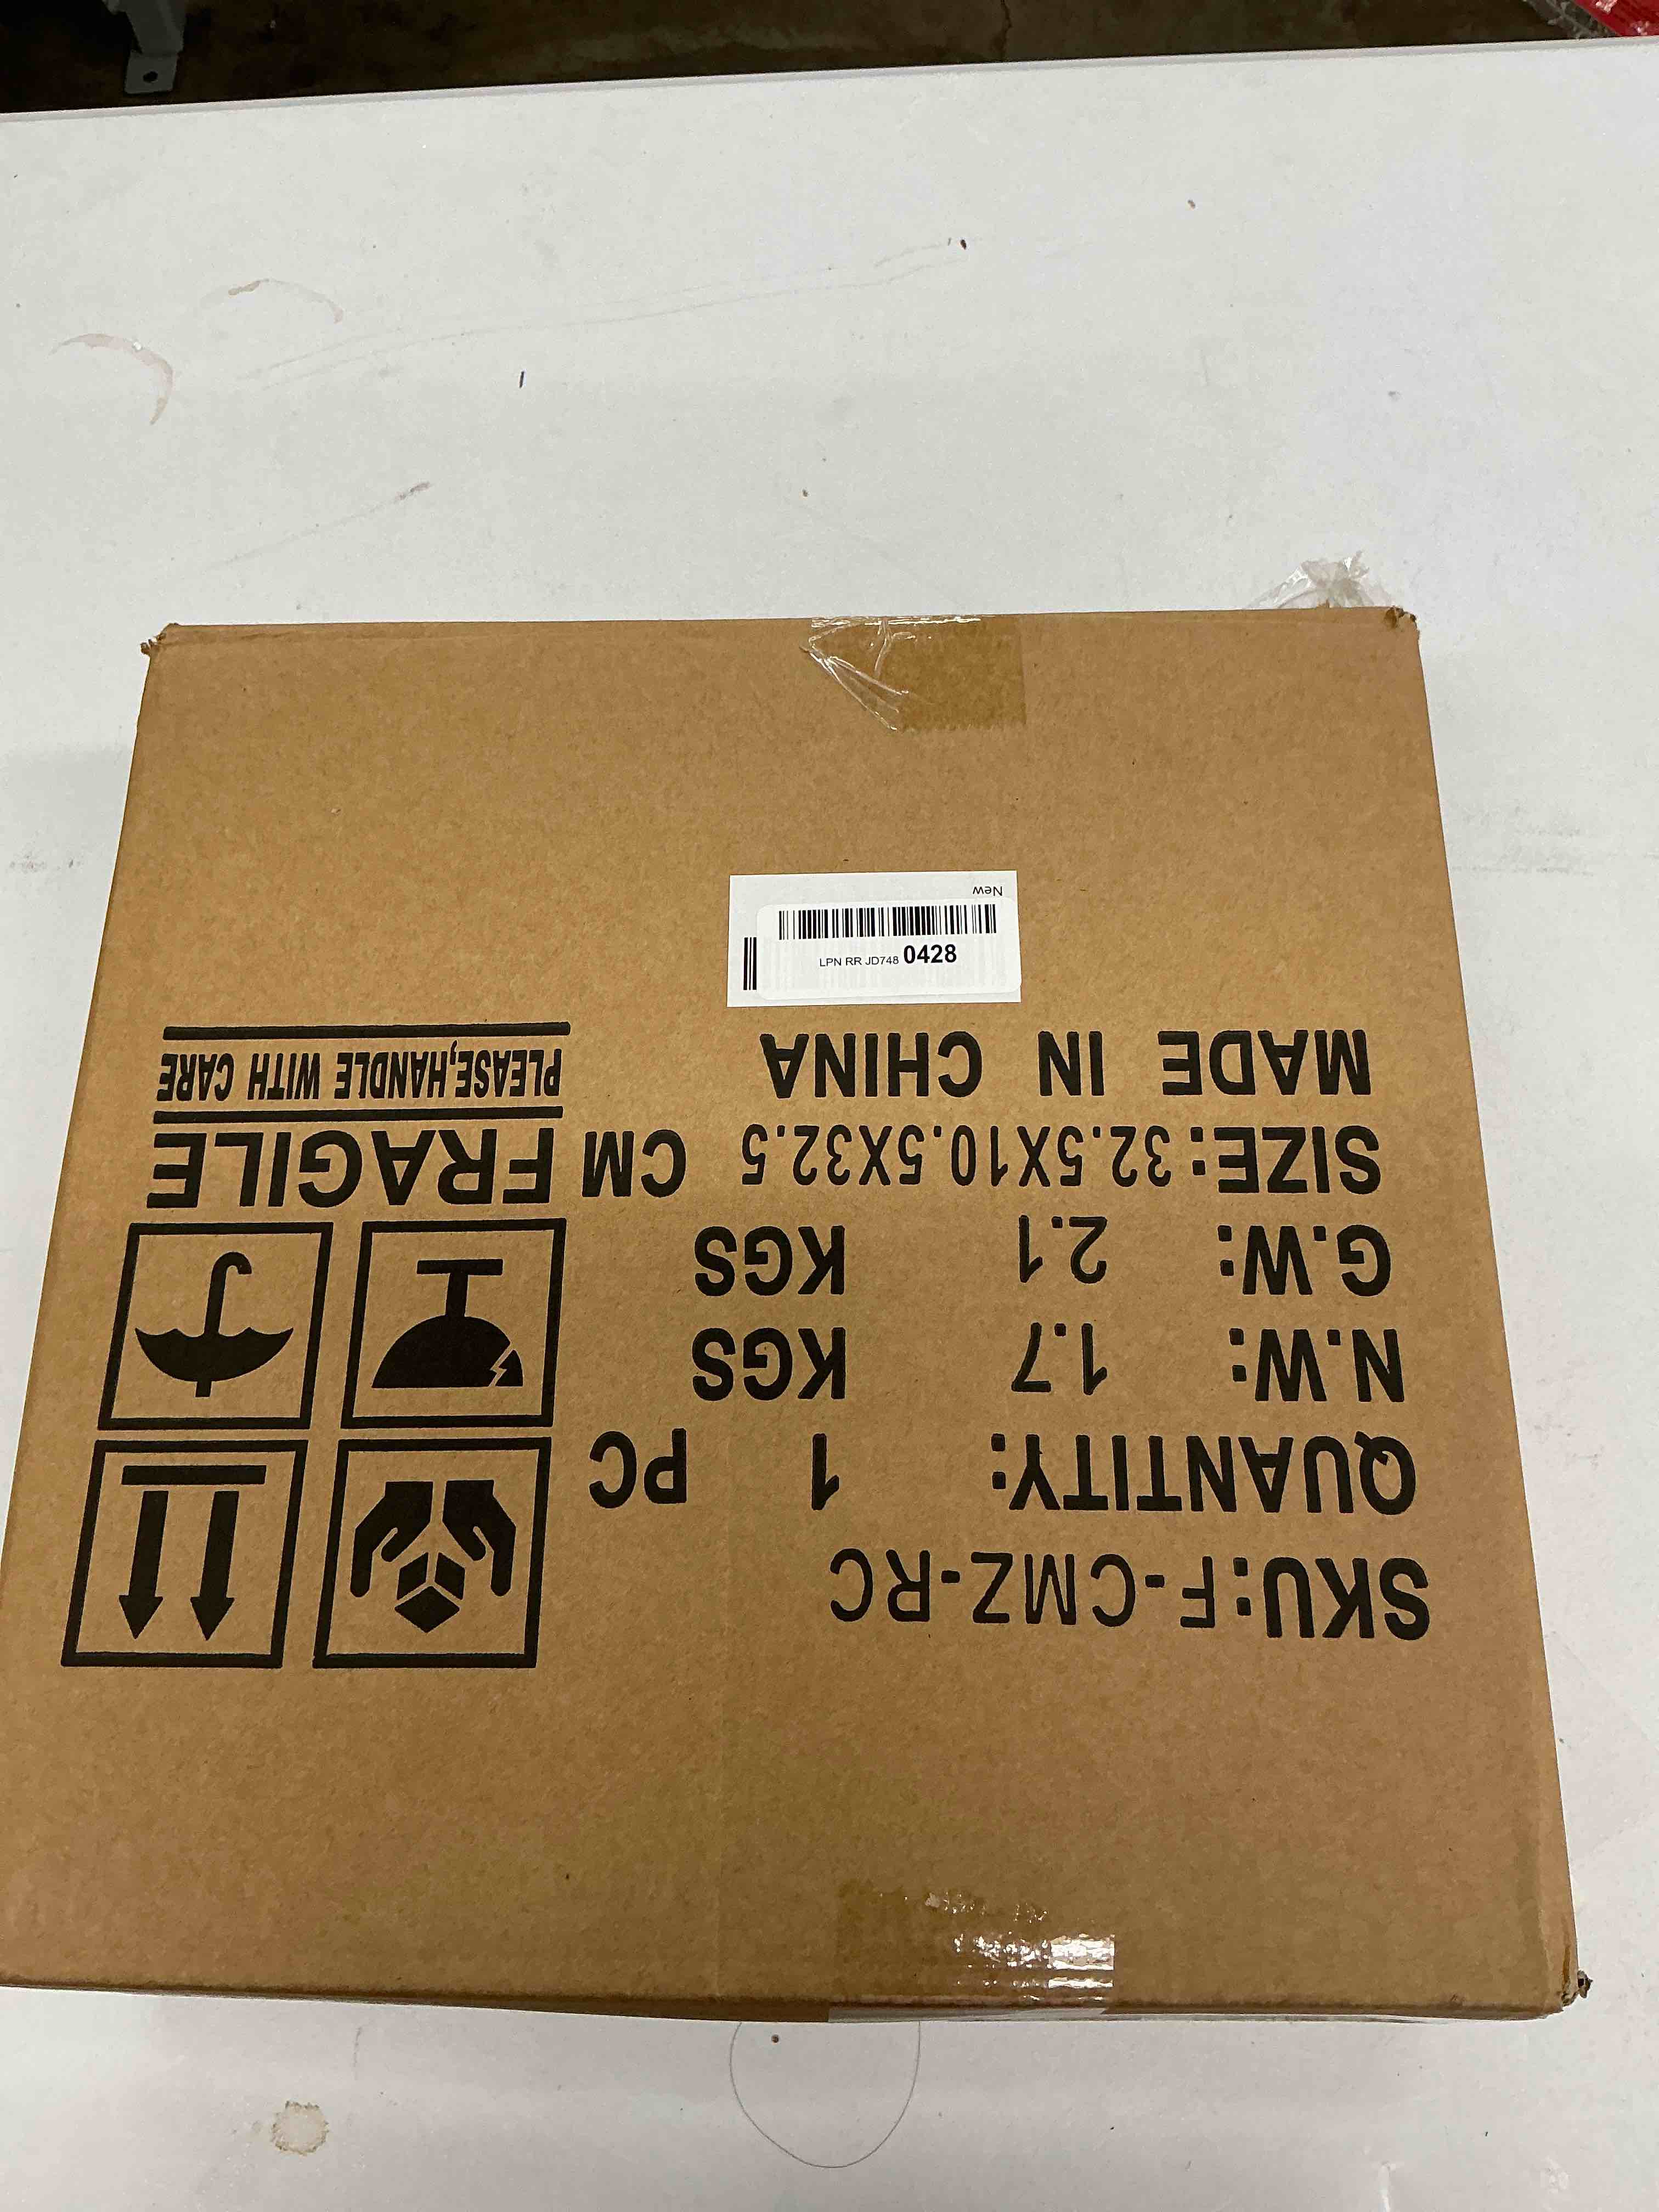 SKU:F-CMZ-RC
QUANTITY: 1 PC
N.W: 1.7 KGS
G.W: 2.1 KGS
SIZE:32.5X10.5X32.5 CM
MADE IN CHINA
FRAGILE
PLEASE,HANDLE WITH CARE
New
LPN RR JD748 0428